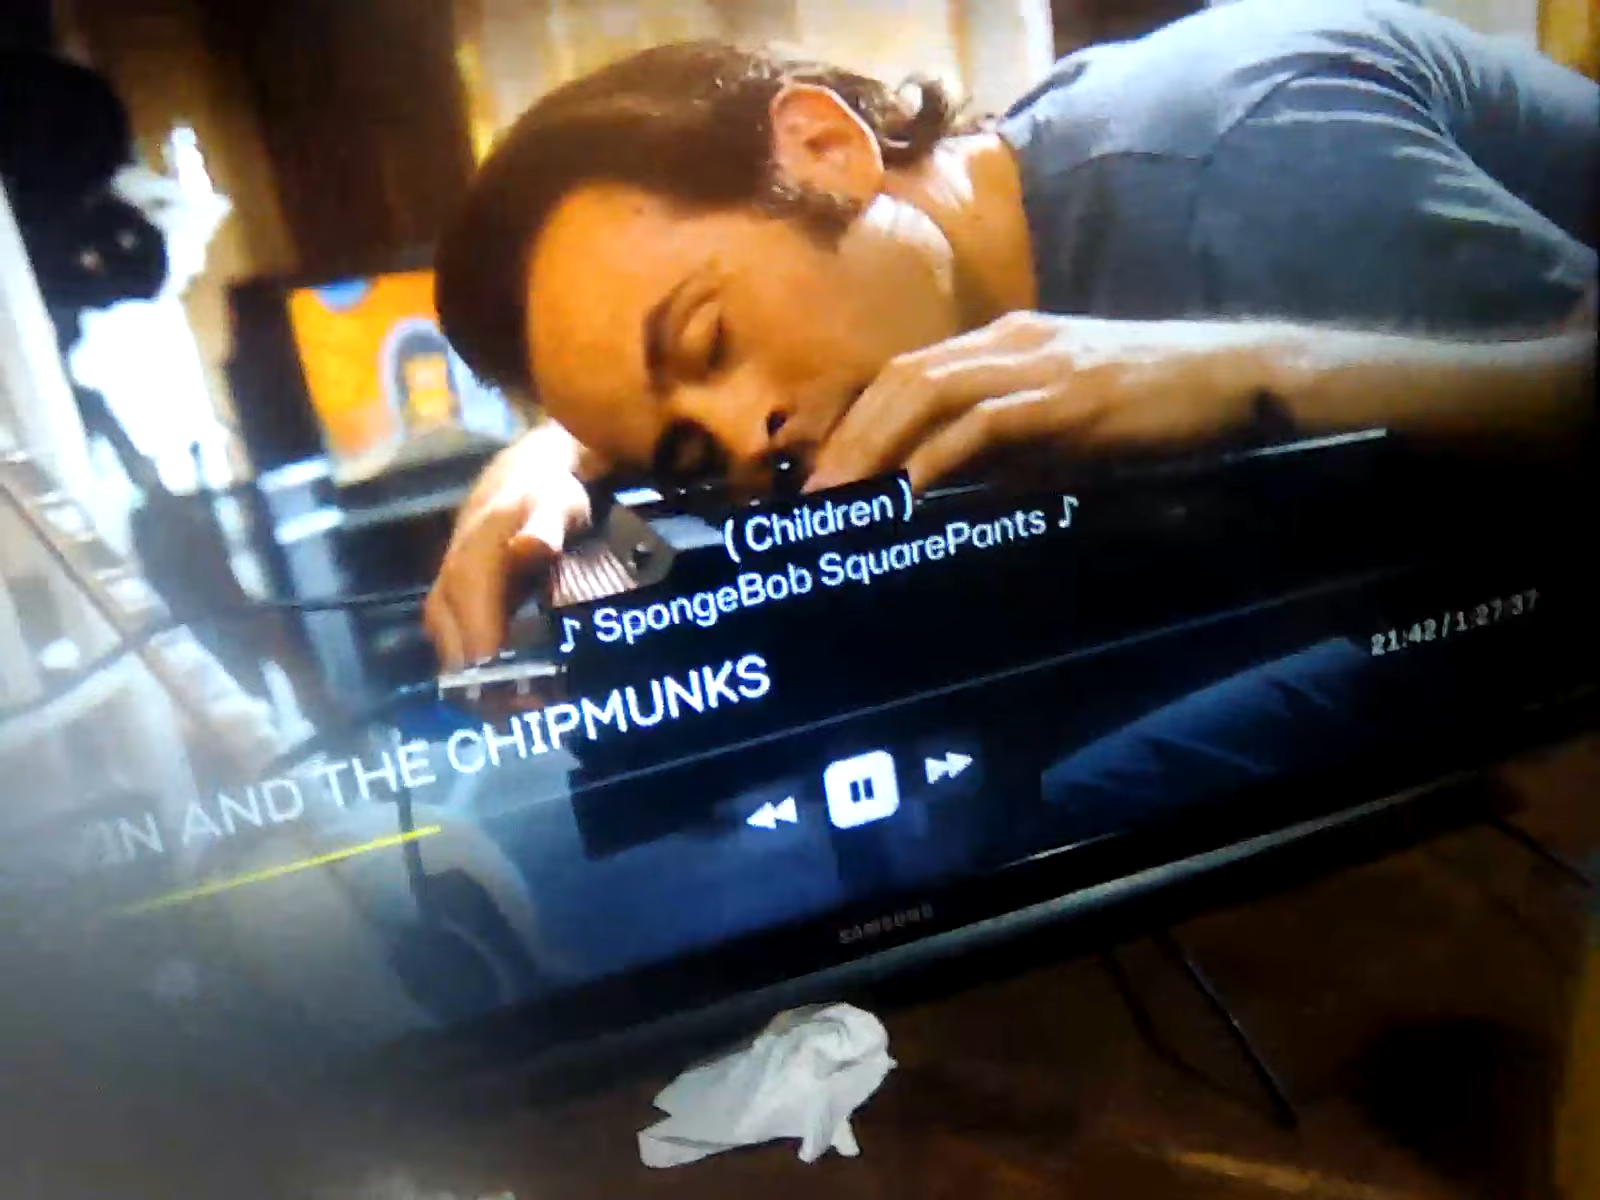 ( Children )
♪ SpongeBob SquarePants ♪
21:42 / 1:27:37
IN AND THE CHIPMUNKS
SAMSUNG